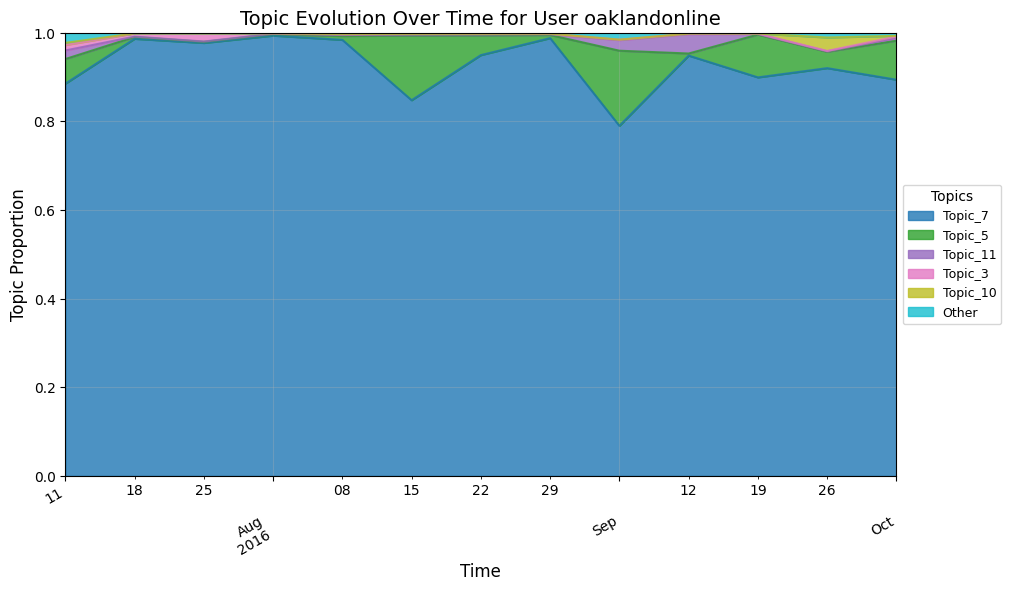 Topic Evolution Over Time for User oaklandonline
Topic Proportion
1.0
0.8
0.6
0.4
0.2
0.0
11
18
25
Aug
2016
08
15
22
29
Sep
12
19
26
Oct
Time
Topics
Topic_7
Topic_5
Topic_11
Topic_3
Topic_10
Other